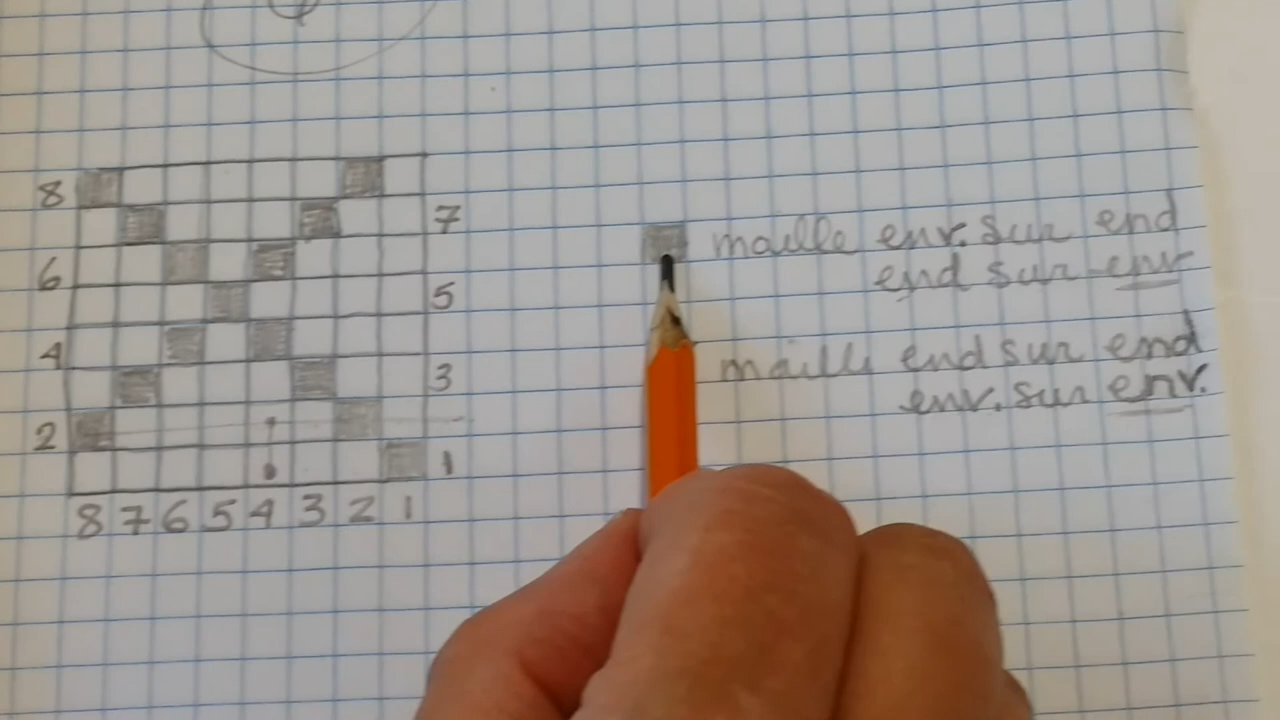 8
7
6
5
4
3
2
1
8 7 6 5 4 3 2 1
maille env. sur end
end sur env
maille end sur end
env. sur env.